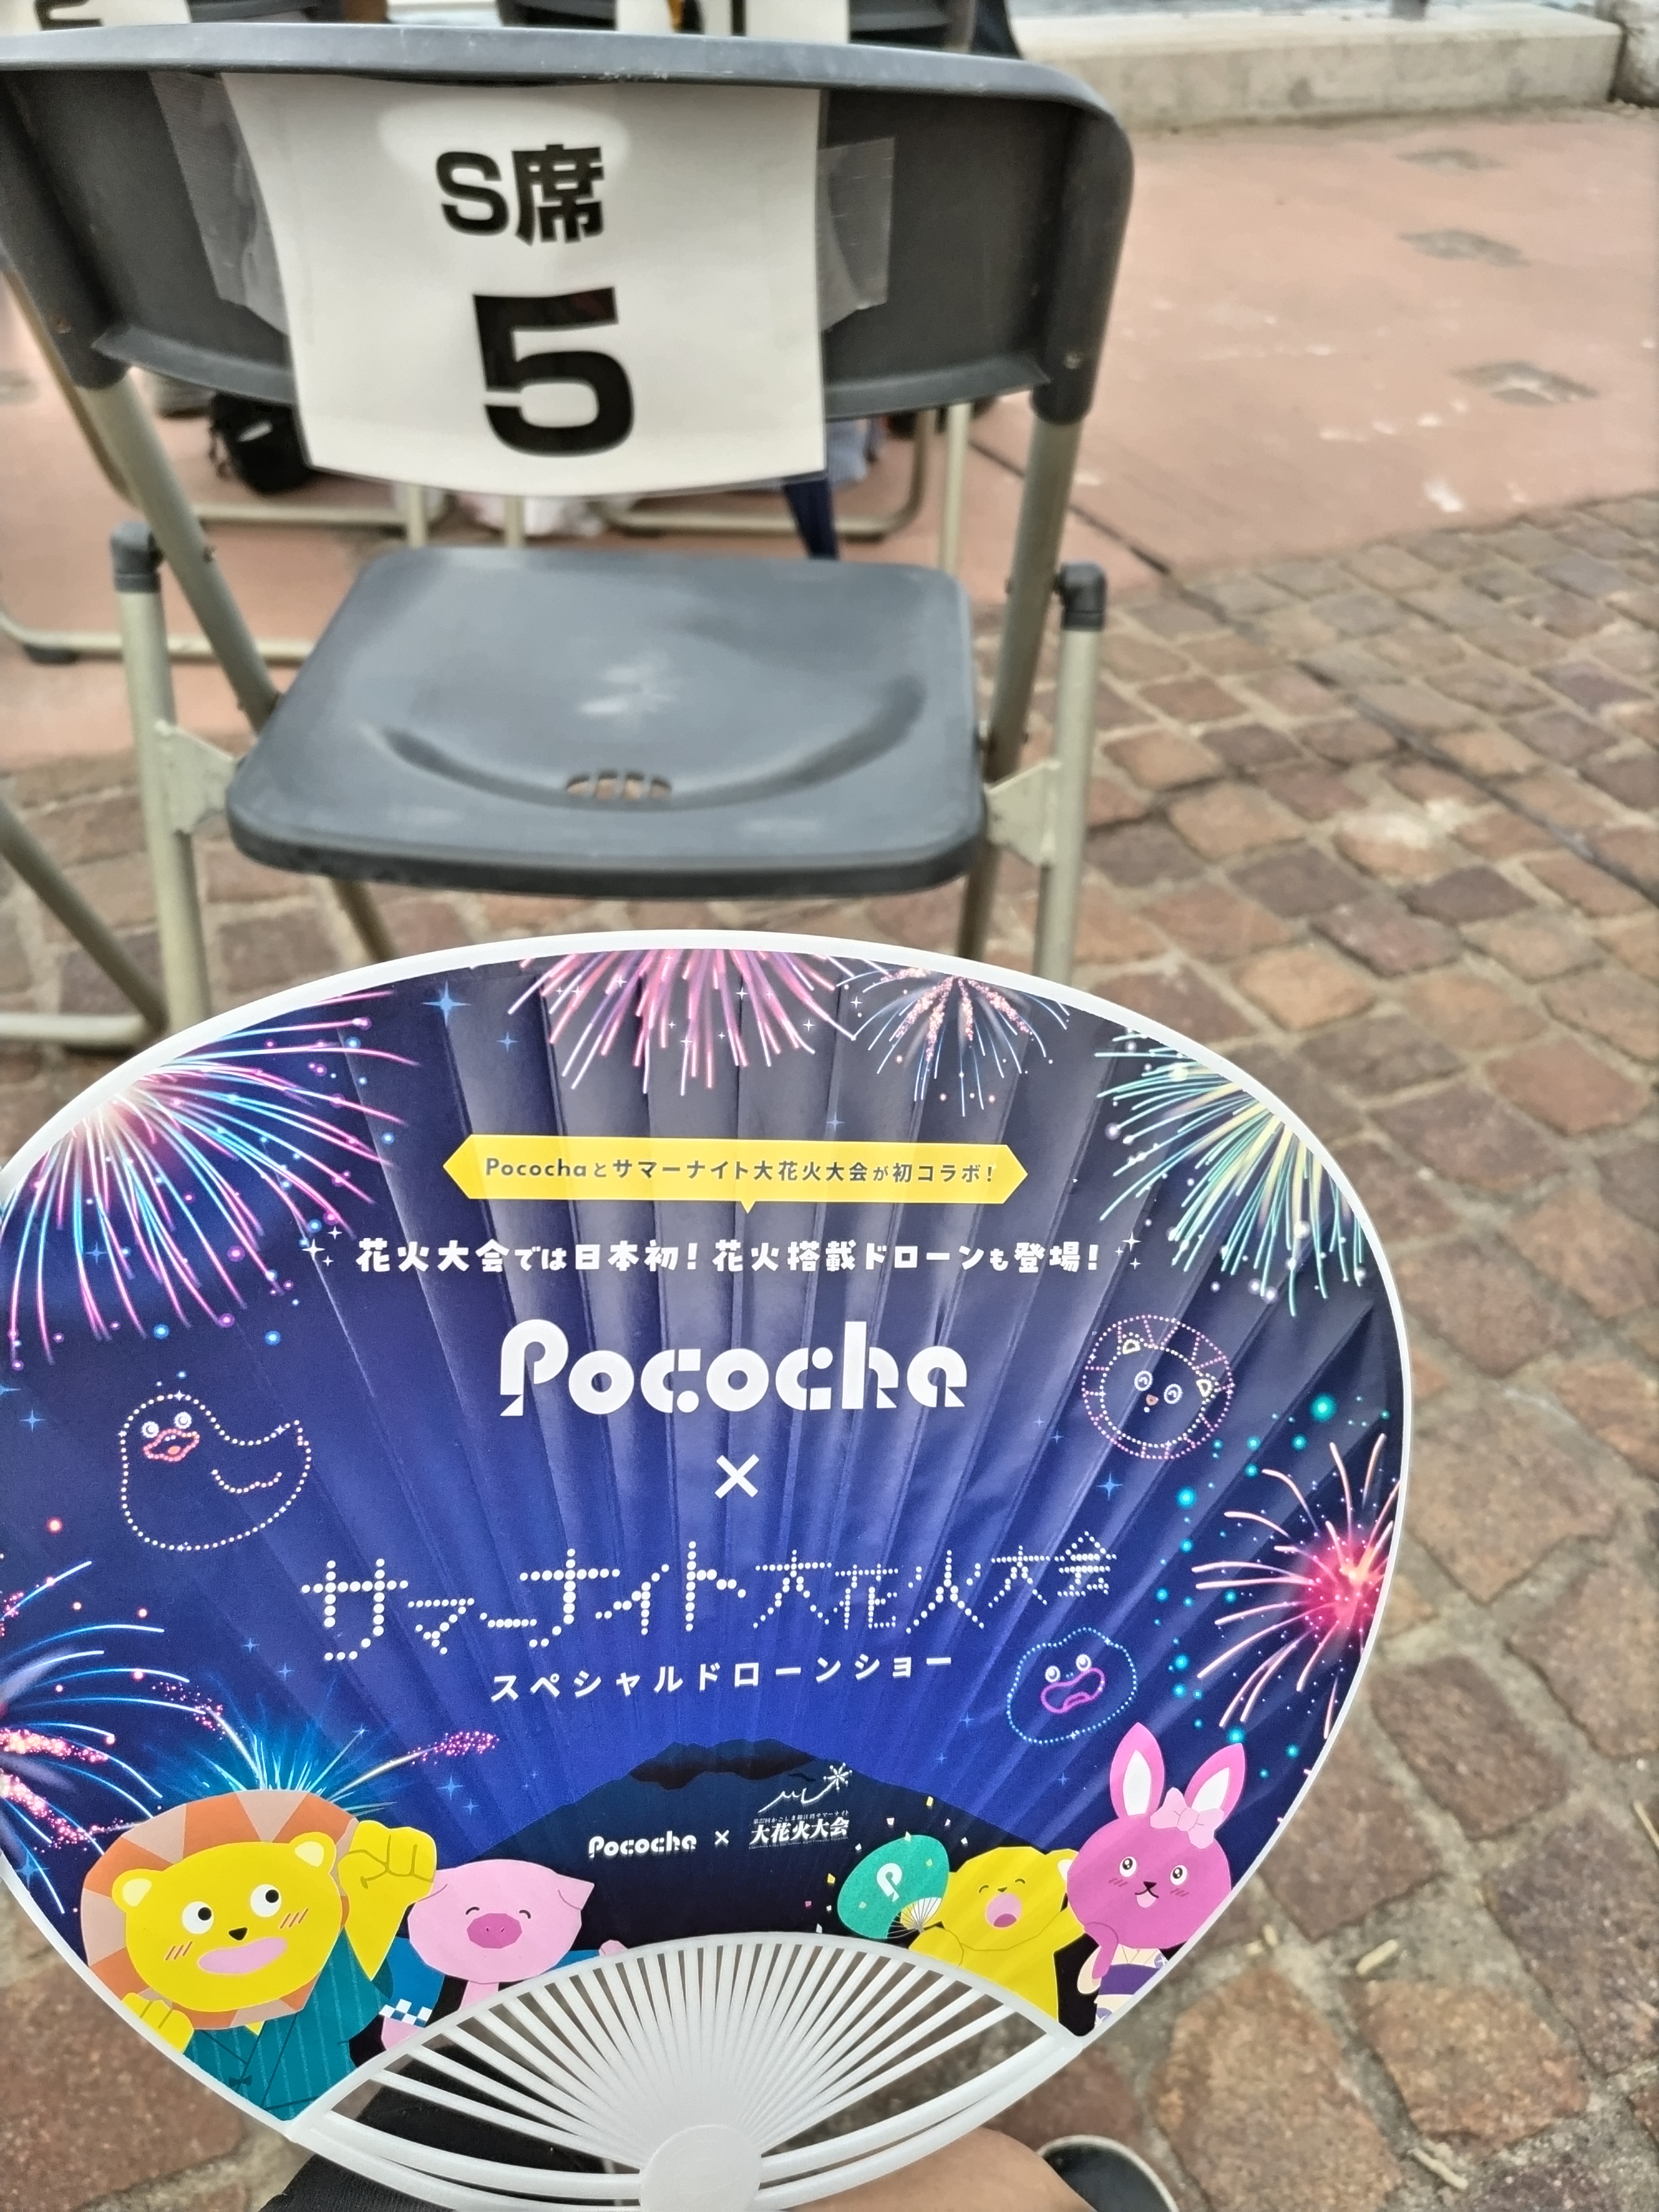 S席
5
Pocochaとサマーナイト大花火大会が初コラボ!
花火大会では日本初!花火搭載ドローンも登場!
Pococha
×
サマーナイト大花火大会
スペシャルドローンショー
Pococha × 大花火大会